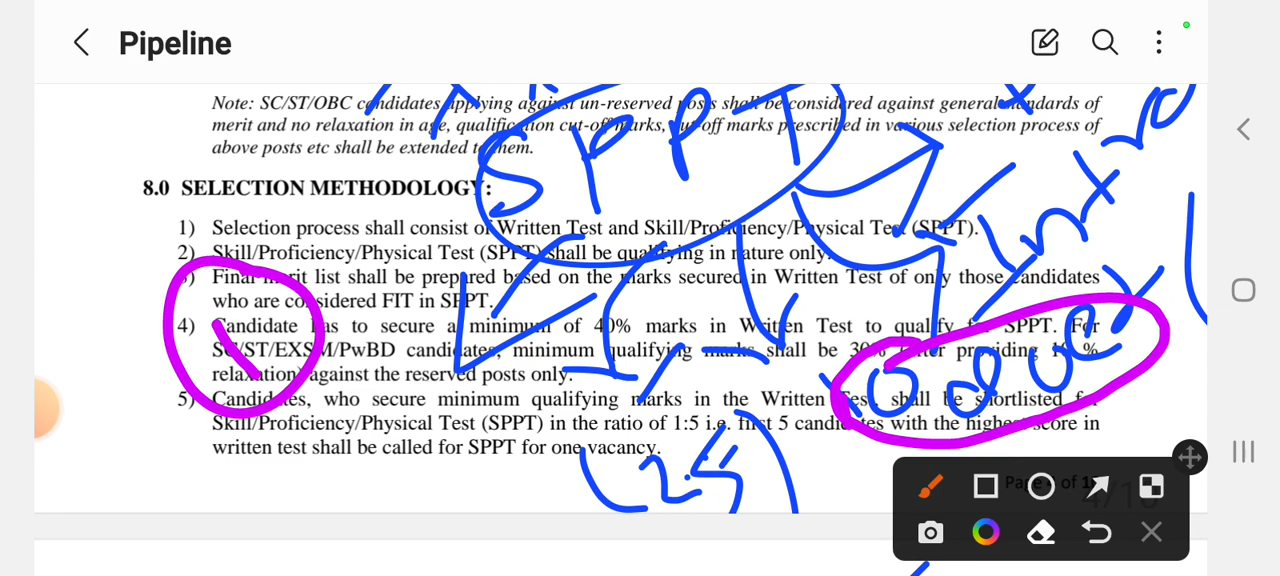 Pipeline
Note: SC/ST/OBC candidates applying against un-reserved posts shall be considered against general standards of
merit and no relaxation in age, qualification cut-off marks, cut-off marks prescribed in various selection process of
above posts etc shall be extended to them.
SPPT
8.0 SELECTION METHODOLOGY:
1) Selection process shall consist of Written Test and Skill/Proficiency/Physical Test (SPPT).
2) Skill/Proficiency/Physical Test (SPPT) shall be qualifying in nature only.
3) Final merit list shall be prepared based on the marks secured in Written Test of only those candidates
who are considered FIT in SPPT.
4) Candidate has to secure a minimum of 40% marks in Written Test to qualify for SPPT. For
SC/ST/EXSM/PwBD candidates, minimum qualifying marks shall be 30% (after providing 10 %
relaxation) against the reserved posts only.
5) Candidates, who secure minimum qualifying marks in the Written Test, shall be shortlisted for
Skill/Proficiency/Physical Test (SPPT) in the ratio of 1:5 i.e. first 5 candidates with the highest score in
written test shall be called for SPPT for one vacancy.